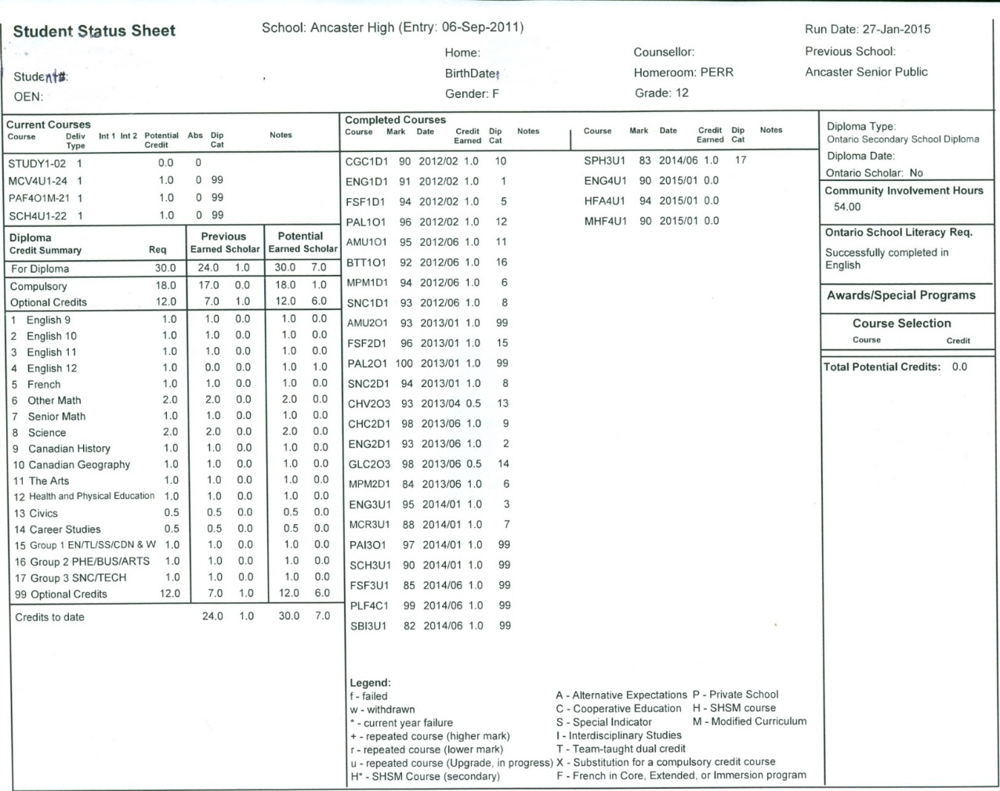 Student Status Sheet
School: Ancaster High (Entry: 06-Sep-2011)
Run Date: 27-Jan-2015
Home:
Counsellor:
Previous School:
Student#:
BirthDate:
Homeroom: PERR
Ancaster Senior Public
OEN:
Gender: F
Grade: 12
Current Courses
Course Deliv Type Int 1 Int 2 Potential Credit Abs Dip Cat Notes
STUDY1-02 1 0.0 0
MCV4U1-24 1 1.0 0 99
PAF4O1M-21 1 1.0 0 99
SCH4U1-22 1 1.0 0 99
Diploma Credit Summary Req Previous Earned Scholar Potential Earned Scholar
For Diploma 30.0 24.0 1.0 30.0 7.0
Compulsory 18.0 17.0 0.0 18.0 1.0
Optional Credits 12.0 7.0 1.0 12.0 6.0
1 English 9 1.0 1.0 0.0 1.0 0.0
2 English 10 1.0 1.0 0.0 1.0 0.0
3 English 11 1.0 1.0 0.0 1.0 0.0
4 English 12 1.0 0.0 0.0 1.0 1.0
5 French 1.0 1.0 0.0 1.0 0.0
6 Other Math 2.0 2.0 0.0 2.0 0.0
7 Senior Math 1.0 1.0 0.0 1.0 0.0
8 Science 2.0 2.0 0.0 2.0 0.0
9 Canadian History 1.0 1.0 0.0 1.0 0.0
10 Canadian Geography 1.0 1.0 0.0 1.0 0.0
11 The Arts 1.0 1.0 0.0 1.0 0.0
12 Health and Physical Education 1.0 1.0 0.0 1.0 0.0
13 Civics 0.5 0.5 0.0 0.5 0.0
14 Career Studies 0.5 0.5 0.0 0.5 0.0
15 Group 1 EN/TL/SS/CDN & W 1.0 1.0 0.0 1.0 0.0
16 Group 2 PHE/BUS/ARTS 1.0 1.0 0.0 1.0 0.0
17 Group 3 SNC/TECH 1.0 1.0 0.0 1.0 0.0
99 Optional Credits 12.0 7.0 1.0 12.0 6.0
Credits to date 24.0 1.0 30.0 7.0
Completed Courses
Course Mark Date Credit Earned Dip Cat Notes
CGC1D1 90 2012/02 1.0 10
ENG1D1 91 2012/02 1.0 1
FSF1D1 94 2012/02 1.0 5
PAL1O1 96 2012/02 1.0 12
AMU1O1 95 2012/06 1.0 11
BTT1O1 92 2012/06 1.0 16
MPM1D1 94 2012/06 1.0 6
SNC1D1 93 2012/06 1.0 8
AMU2O1 93 2013/01 1.0 99
FSF2D1 96 2013/01 1.0 15
PAL2O1 100 2013/01 1.0 99
SNC2D1 94 2013/01 1.0 8
CHV2O3 93 2013/04 0.5 13
CHC2D1 98 2013/06 1.0 9
ENG2D1 93 2013/06 1.0 2
GLC2O3 98 2013/06 0.5 14
MPM2D1 84 2013/06 1.0 6
ENG3U1 95 2014/01 1.0 3
MCR3U1 88 2014/01 1.0 7
PAI3O1 97 2014/01 1.0 99
SCH3U1 90 2014/01 1.0 99
FSF3U1 85 2014/06 1.0 99
PLF4C1 99 2014/06 1.0 99
SBI3U1 82 2014/06 1.0 99
Course Mark Date Credit Earned Dip Cat Notes
SPH3U1 83 2014/06 1.0 17
ENG4U1 90 2015/01 0.0
HFA4U1 94 2015/01 0.0
MHF4U1 90 2015/01 0.0
Legend:
f - failed
w - withdrawn
* - current year failure
+ - repeated course (higher mark)
r - repeated course (lower mark)
u - repeated course (Upgrade, in progress)
H* - SHSM Course (secondary)
A - Alternative Expectations P - Private School
C - Cooperative Education H - SHSM course
S - Special Indicator M - Modified Curriculum
I - Interdisciplinary Studies
T - Team-taught dual credit
X - Substitution for a compulsory credit course
F - French in Core, Extended, or Immersion program
Diploma Type:
Ontario Secondary School Diploma
Diploma Date:
Ontario Scholar: No
Community Involvement Hours
54.00
Ontario School Literacy Req.
Successfully completed in
English
Awards/Special Programs
Course Selection
Course Credit
Total Potential Credits: 0.0